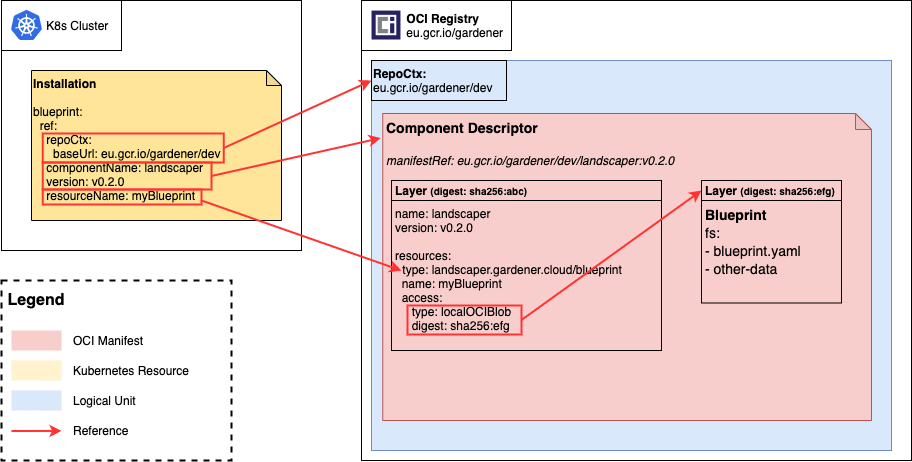 K8s Cluster
Installation
blueprint:
ref:
repoCtx:
baseUrl: eu.gcr.io/gardener/dev
componentName: landscaper
version: v0.2.0
resourceName: myBlueprint
OCI Registry
eu.gcr.io/gardener
RepoCtx:
eu.gcr.io/gardener/dev
Component Descriptor
manifestRef: eu.gcr.io/gardener/dev/landscaper:v0.2.0
Layer (digest: sha256:abc)
name: landscaper
version: v0.2.0
resources:
type: landscaper.gardener.cloud/blueprint
name: myBlueprint
access:
type: localOCIBlob
digest: sha256:efg
Layer (digest: sha256:efg)
Blueprint
fs:
- blueprint.yaml
- other-data
Legend
OCI Manifest
Kubernetes Resource
Logical Unit
Reference